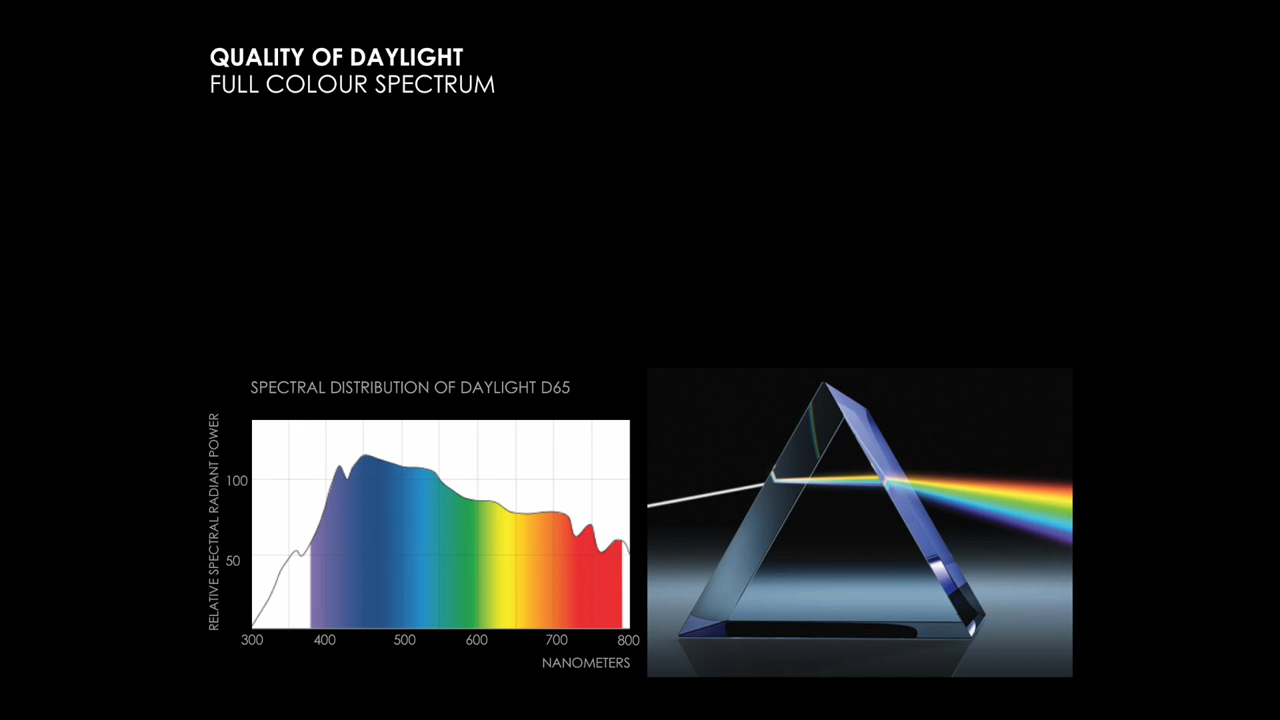 QUALITY OF DAYLIGHT
FULL COLOUR SPECTRUM
SPECTRAL DISTRIBUTION OF DAYLIGHT D65
RELATIVE SPECTRAL RADIANT POWER
100
50
300 400 500 600 700 800
NANOMETERS